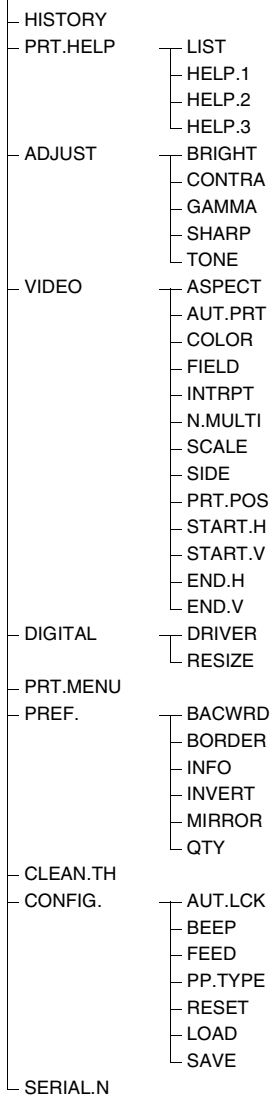 HISTORY
PRT.HELP LIST
HELP.1
HELP.2
HELP.3
ADJUST BRIGHT
CONTRA
GAMMA
SHARP
TONE
VIDEO ASPECT
AUT.PRT
COLOR
FIELD
INTRPT
N.MULTI
SCALE
SIDE
PRT.POS
START.H
START.V
END.H
END.V
DIGITAL DRIVER
RESIZE
PRT.MENU
PREF. BACWRD
BORDER
INFO
INVERT
MIRROR
QTY
CLEAN.TH
CONFIG. AUT.LCK
BEEP
FEED
PP.TYPE
RESET
LOAD
SAVE
SERIAL.N